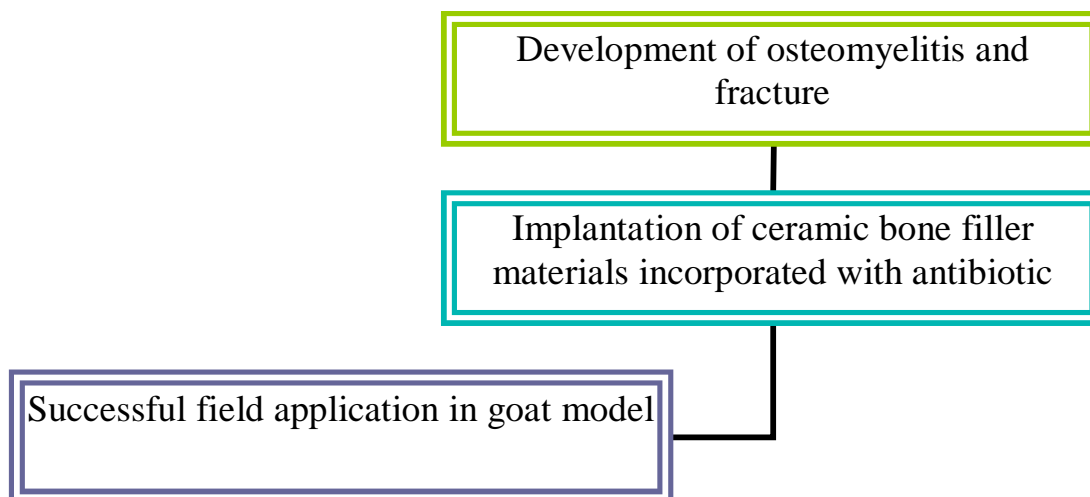 Development of osteomyelitis and
fracture
Implantation of ceramic bone filler
materials incorporated with antibiotic
Successful field application in goat model